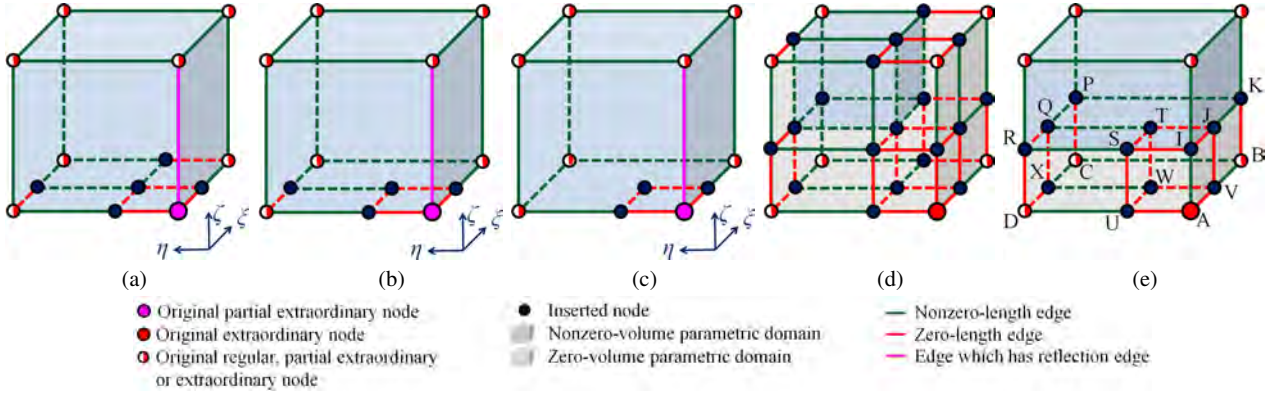 K
P
Q
T
J
R
S
I
B
X
C
W
V
D
U
A
ζ
ξ
η
ζ
ξ
η
ζ
ξ
η
(a)
(b)
(c)
(d)
(e)
Original partial extraordinary node
Original extraordinary node
Original regular, partial extraordinary
or extraordinary node
Inserted node
Nonzero-volume parametric domain
Zero-volume parametric domain
Nonzero-length edge
Zero-length edge
Edge which has reflection edge